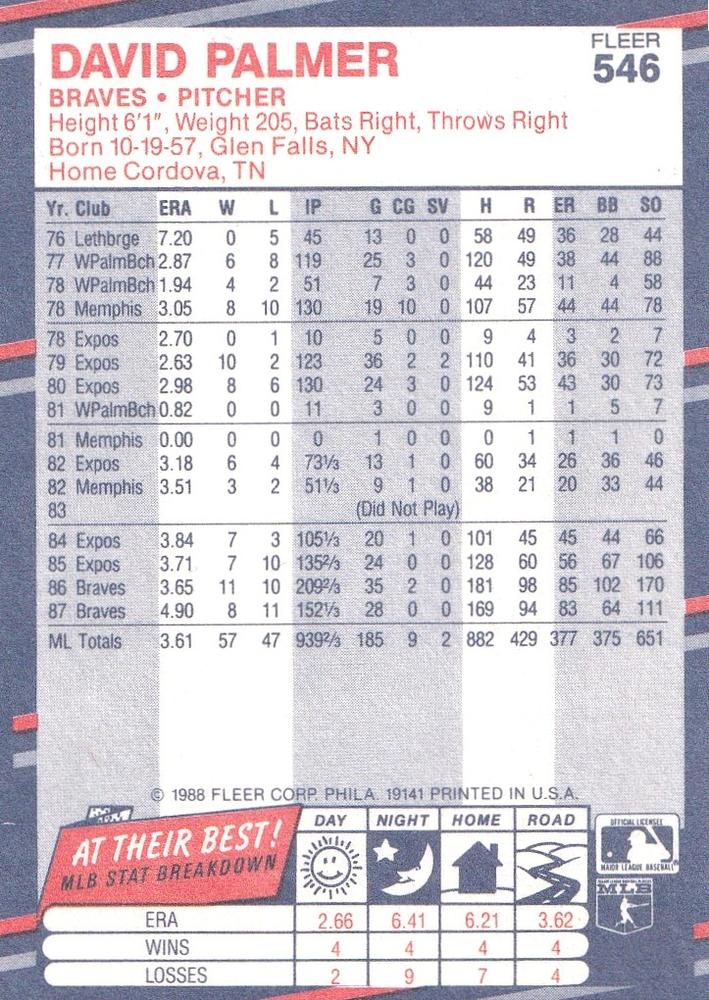 DAVID PALMER
FLEER
546
BRAVES • PITCHER
Height 6'1", Weight 205, Bats Right, Throws Right
Born 10-19-57, Glen Falls, NY
Home Cordova, TN
Yr. Club ERA W L IP G CG SV H R ER BB SO
76 Lethbrge 7.20 0 5 45 13 0 0 58 49 36 28 44
77 WPalmBch 2.87 6 8 119 25 3 0 120 49 38 44 88
78 WPalmBch 1.94 4 2 51 7 3 0 44 23 11 4 58
78 Memphis 3.05 8 10 130 19 10 0 107 57 44 44 78
78 Expos 2.70 0 1 10 5 0 0 9 4 3 2 7
79 Expos 2.63 10 2 123 36 2 2 110 41 36 30 72
80 Expos 2.98 8 6 130 24 3 0 124 53 43 30 73
81 WPalmBch 0.82 0 0 11 3 0 0 9 1 1 5 7
81 Memphis 0.00 0 0 0 1 0 0 0 1 1 1 0
82 Expos 3.18 6 4 73⅓ 13 1 0 60 34 26 36 46
82 Memphis 3.51 3 2 51⅓ 9 1 0 38 21 20 33 44
83 (Did Not Play)
84 Expos 3.84 7 3 105⅓ 20 1 0 101 45 45 44 66
85 Expos 3.71 7 10 135⅔ 24 0 0 128 60 56 67 106
86 Braves 3.65 11 10 209⅔ 35 2 0 181 98 85 102 170
87 Braves 4.90 8 11 152⅓ 28 0 0 169 94 83 64 111
ML Totals 3.61 57 47 939⅔ 185 9 2 882 429 377 375 651
© 1988 FLEER CORP. PHILA. 19141 PRINTED IN U.S.A.
AT THEIR BEST!
MLB STAT BREAKDOWN
DAY NIGHT HOME ROAD
OFFICIAL LICENSEE
MAJOR LEAGUE BASEBALL
MLB
ERA 2.66 6.41 6.21 3.62
WINS 4 4 4 4
LOSSES 2 9 7 4